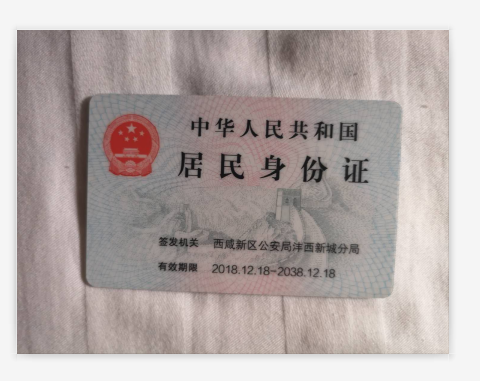 中华人民共和国
居民身份证
签发机关 西咸新区公安局沣西新城分局
有效期限 2018.12.18-2038.12.18